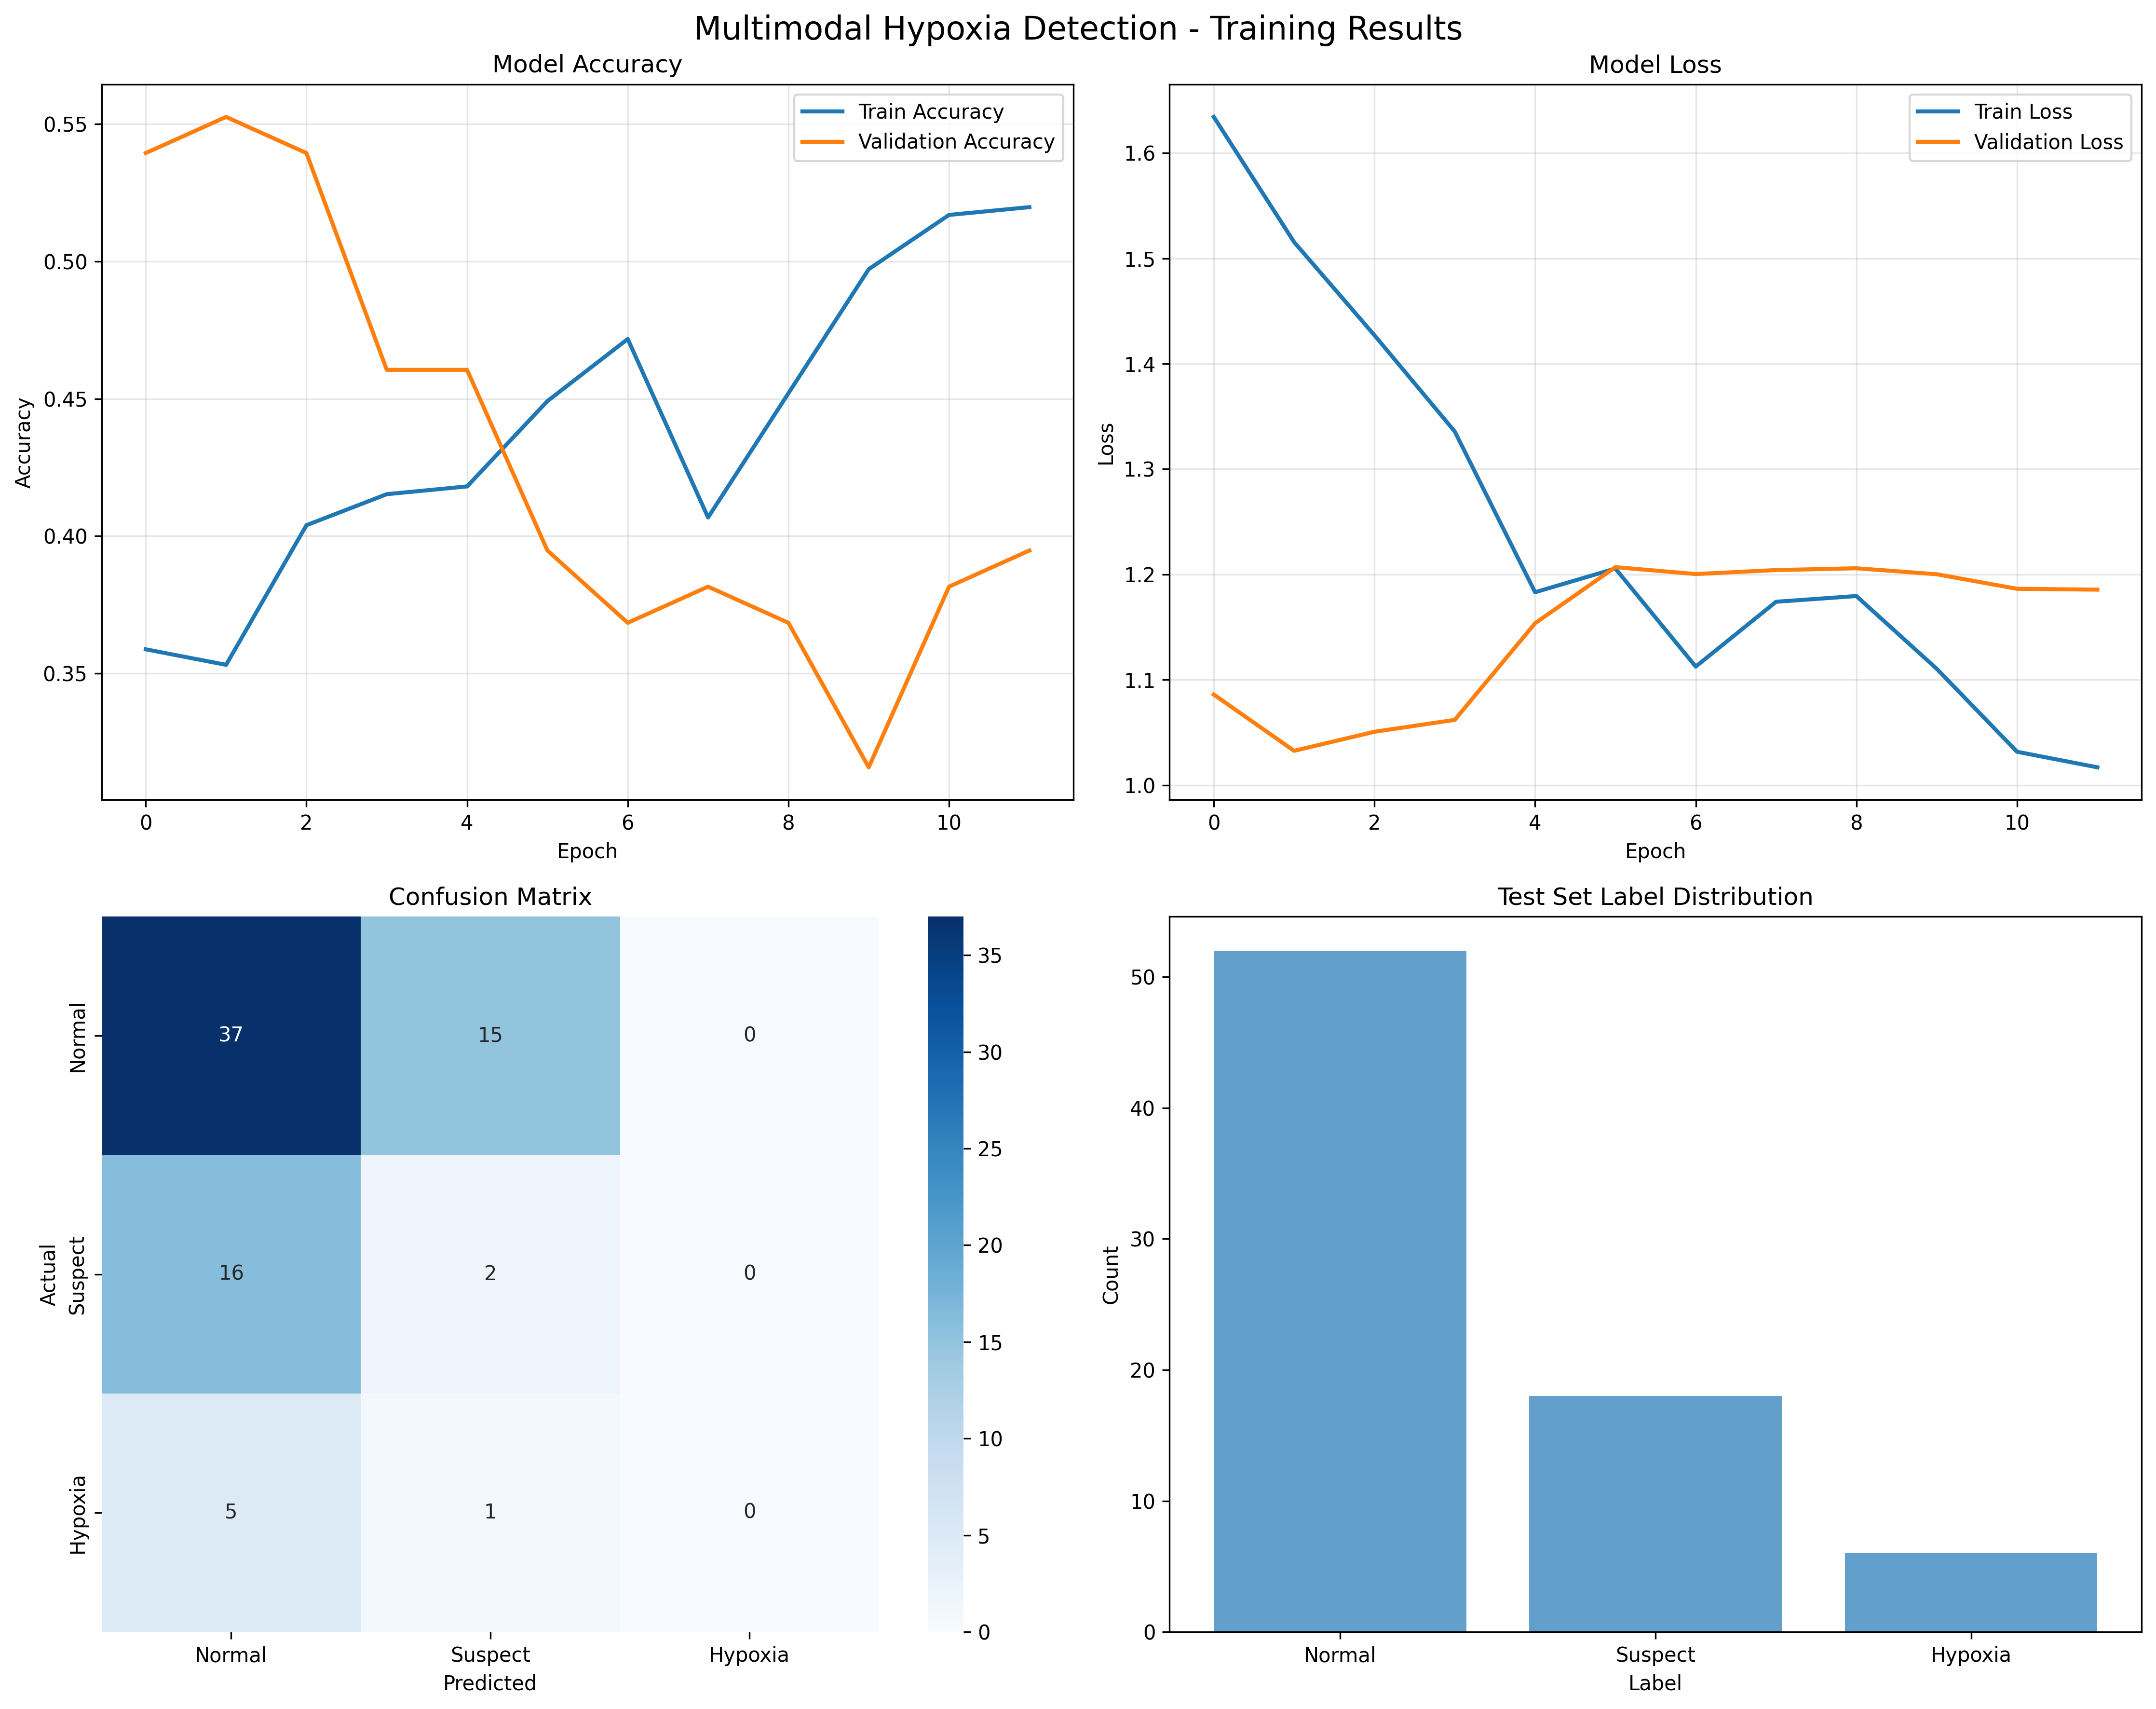 Multimodal Hypoxia Detection - Training Results
Model Accuracy
Train Accuracy
Validation Accuracy
0.55
0.50
0.45
0.40
0.35
Accuracy
0 2 4 6 8 10
Epoch
Model Loss
Train Loss
Validation Loss
1.6
1.5
1.4
1.3
1.2
1.1
1.0
Loss
0 2 4 6 8 10
Epoch
Confusion Matrix
Actual
Normal
37 15 0
Suspect
16 2 0
Hypoxia
5 1 0
Normal Suspect Hypoxia
Predicted
35
30
25
20
15
10
5
0
Test Set Label Distribution
50
40
30
20
10
0
Count
Normal Suspect Hypoxia
Label